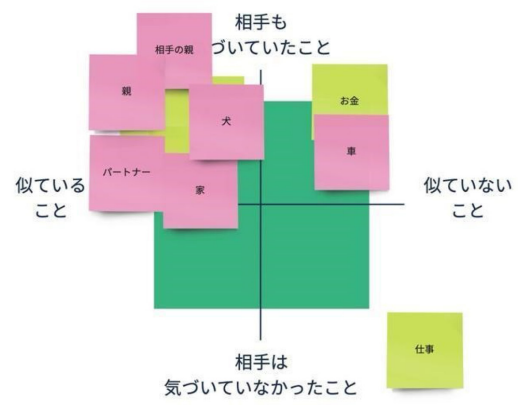 相手も
づいていたこと
相手の親
親
犬
お金
車
パートナー
家
似ている
こと
似ていない
こと
仕事
相手は
気づいていなかったこと